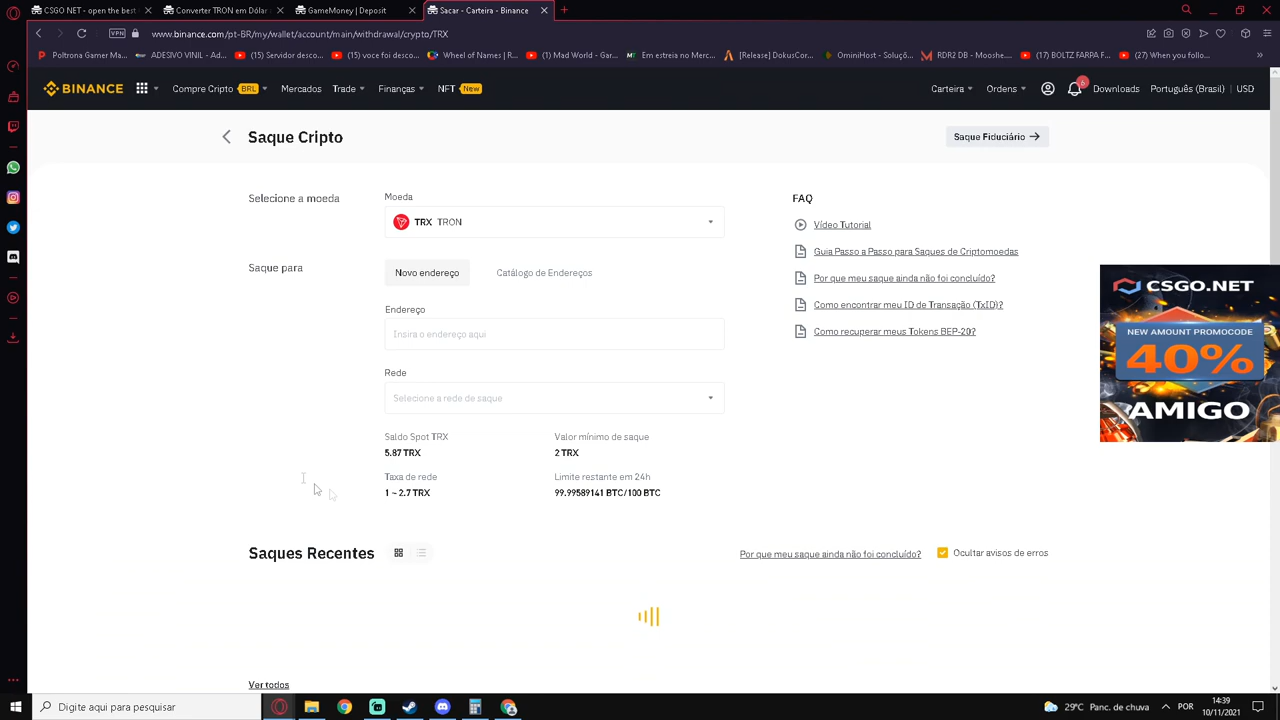 CSGO NET - open the best
Converter TRON em Dólar
GameMoney | Deposit
Sacar - Carteira - Binance
VPN
www.binance.com/pt-BR/my/wallet/account/main/withdrawal/crypto/TRX
Poltrona Gamer Ma...
ADESIVO VINIL - Ad...
(15) Servidor desco...
(15) voce foi desco...
Wheel of Names | R...
(1) Mad World - Gar...
Em estreia no Merc...
[Release] DokusCor...
OminiHost - Soluçõ...
RDR2 DB - Mooshe...
(17) BOLTZ FARPA F...
(27) When you follo...
BINANCE
Compre Cripto BRL
Mercados
Trade
Finanças
NFT New
Carteira
Ordens
6
Downloads
Português (Brasil)
USD
Saque Cripto
Saque Fiduciário
Selecione a moeda
Moeda
TRX TRON
Saque para
Novo endereço
Catálogo de Endereços
Endereço
Insira o endereço aqui
Rede
Selecione a rede de saque
Saldo Spot TRX
5.87 TRX
Valor mínimo de saque
2 TRX
Taxa de rede
1 ~ 2.7 TRX
Limite restante em 24h
99.99589141 BTC/100 BTC
FAQ
Vídeo Tutorial
Guia Passo a Passo para Saques de Criptomoedas
Por que meu saque ainda não foi concluído?
Como encontrar meu ID de Transação (TxID)?
Como recuperar meus Tokens BEP-20?
CSGO.NET
NEW AMOUNT PROMOCODE
40%
AMIGO
Saques Recentes
Por que meu saque ainda não foi concluído?
Ocultar avisos de erros
Ver todos
Digite aqui para pesquisar
29°C Panc. de chuva
POR
14:39
10/11/2021